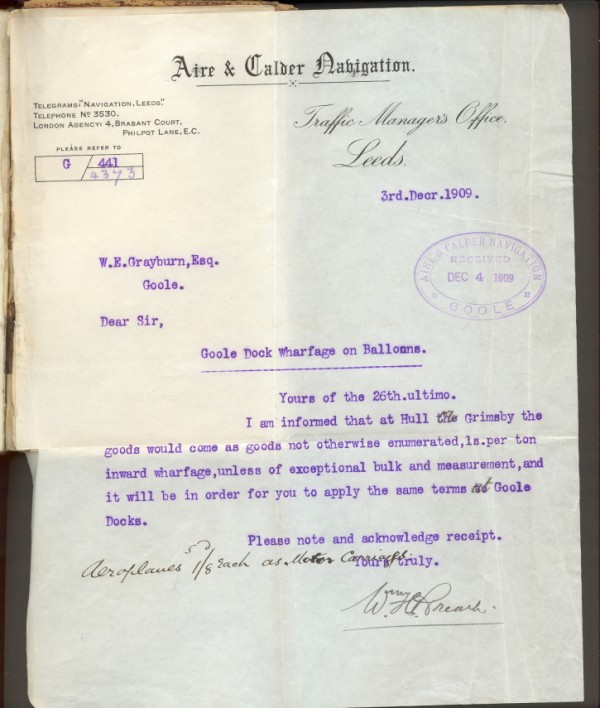 Aire & Calder Navigation.
TELEGRAMS: "NAVIGATION, LEEDS."
TELEPHONE Nº 3530.
LONDON AGENCY: 4, BRABANT COURT,
PHILPOT LANE, E.C.
PLEASE REFER TO
G / 441
4373
Traffic Manager's Office,
Leeds.
3rd.Decr.1909.
AIRE & CALDER NAVIGATION
RECEIVED
DEC 4 1909
GOOLE
W.E.Grayburn,Esq.
Goole.
Dear Sir,
Goole Dock Wharfage on Balloons.
Yours of the 26th.ultimo.
I am informed that at Hull Grimsby the
goods would come as goods not otherwise enumerated,1s.per ton
inward wharfage,unless of exceptional bulk and measurement,and
it will be in order for you to apply the same terms at Goole
Docks.
Please note and acknowledge receipt.
Yours truly.
Aeroplanes 1/8 each as Motor Carriages